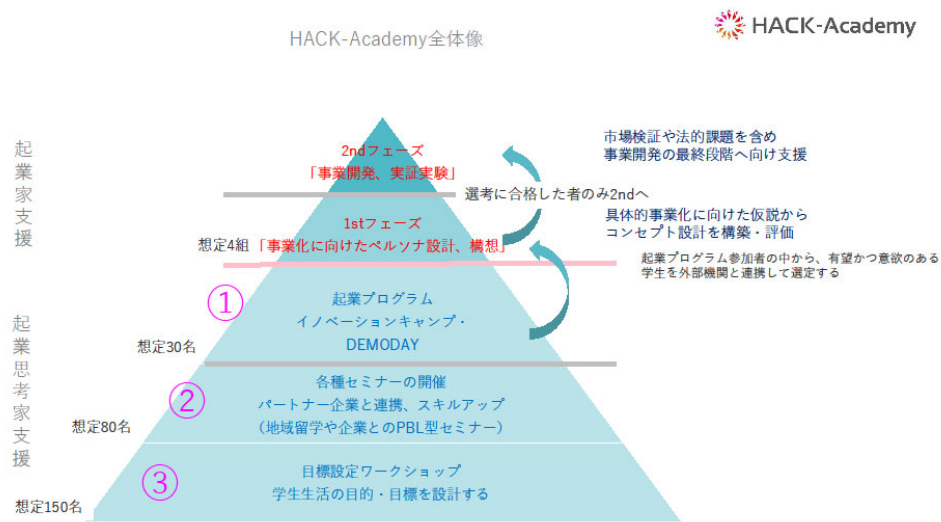 HACK-Academy全体像
HACK-Academy
起業家支援
2ndフェーズ
「事業開発、実証実験」
市場検証や法的課題を含め
事業開発の最終段階へ向け支援
選考に合格した者のみ2ndへ
1stフェーズ
想定4組
「事業化に向けたペルソナ設計、構想」
具体的事業化に向けた仮説から
コンセプト設計を構築・評価
起業プログラム参加者の中から、有望かつ意欲のある
学生を外部機関と連携して選定する
起業思考家支援
①
起業プログラム
イノベーションキャンプ・
DEMODAY
想定30名
②
各種セミナーの開催
パートナー企業と連携、スキルアップ
（地域留学や企業とのPBL型セミナー）
想定80名
③
目標設定ワークショップ
学生生活の目的・目標を設計する
想定150名